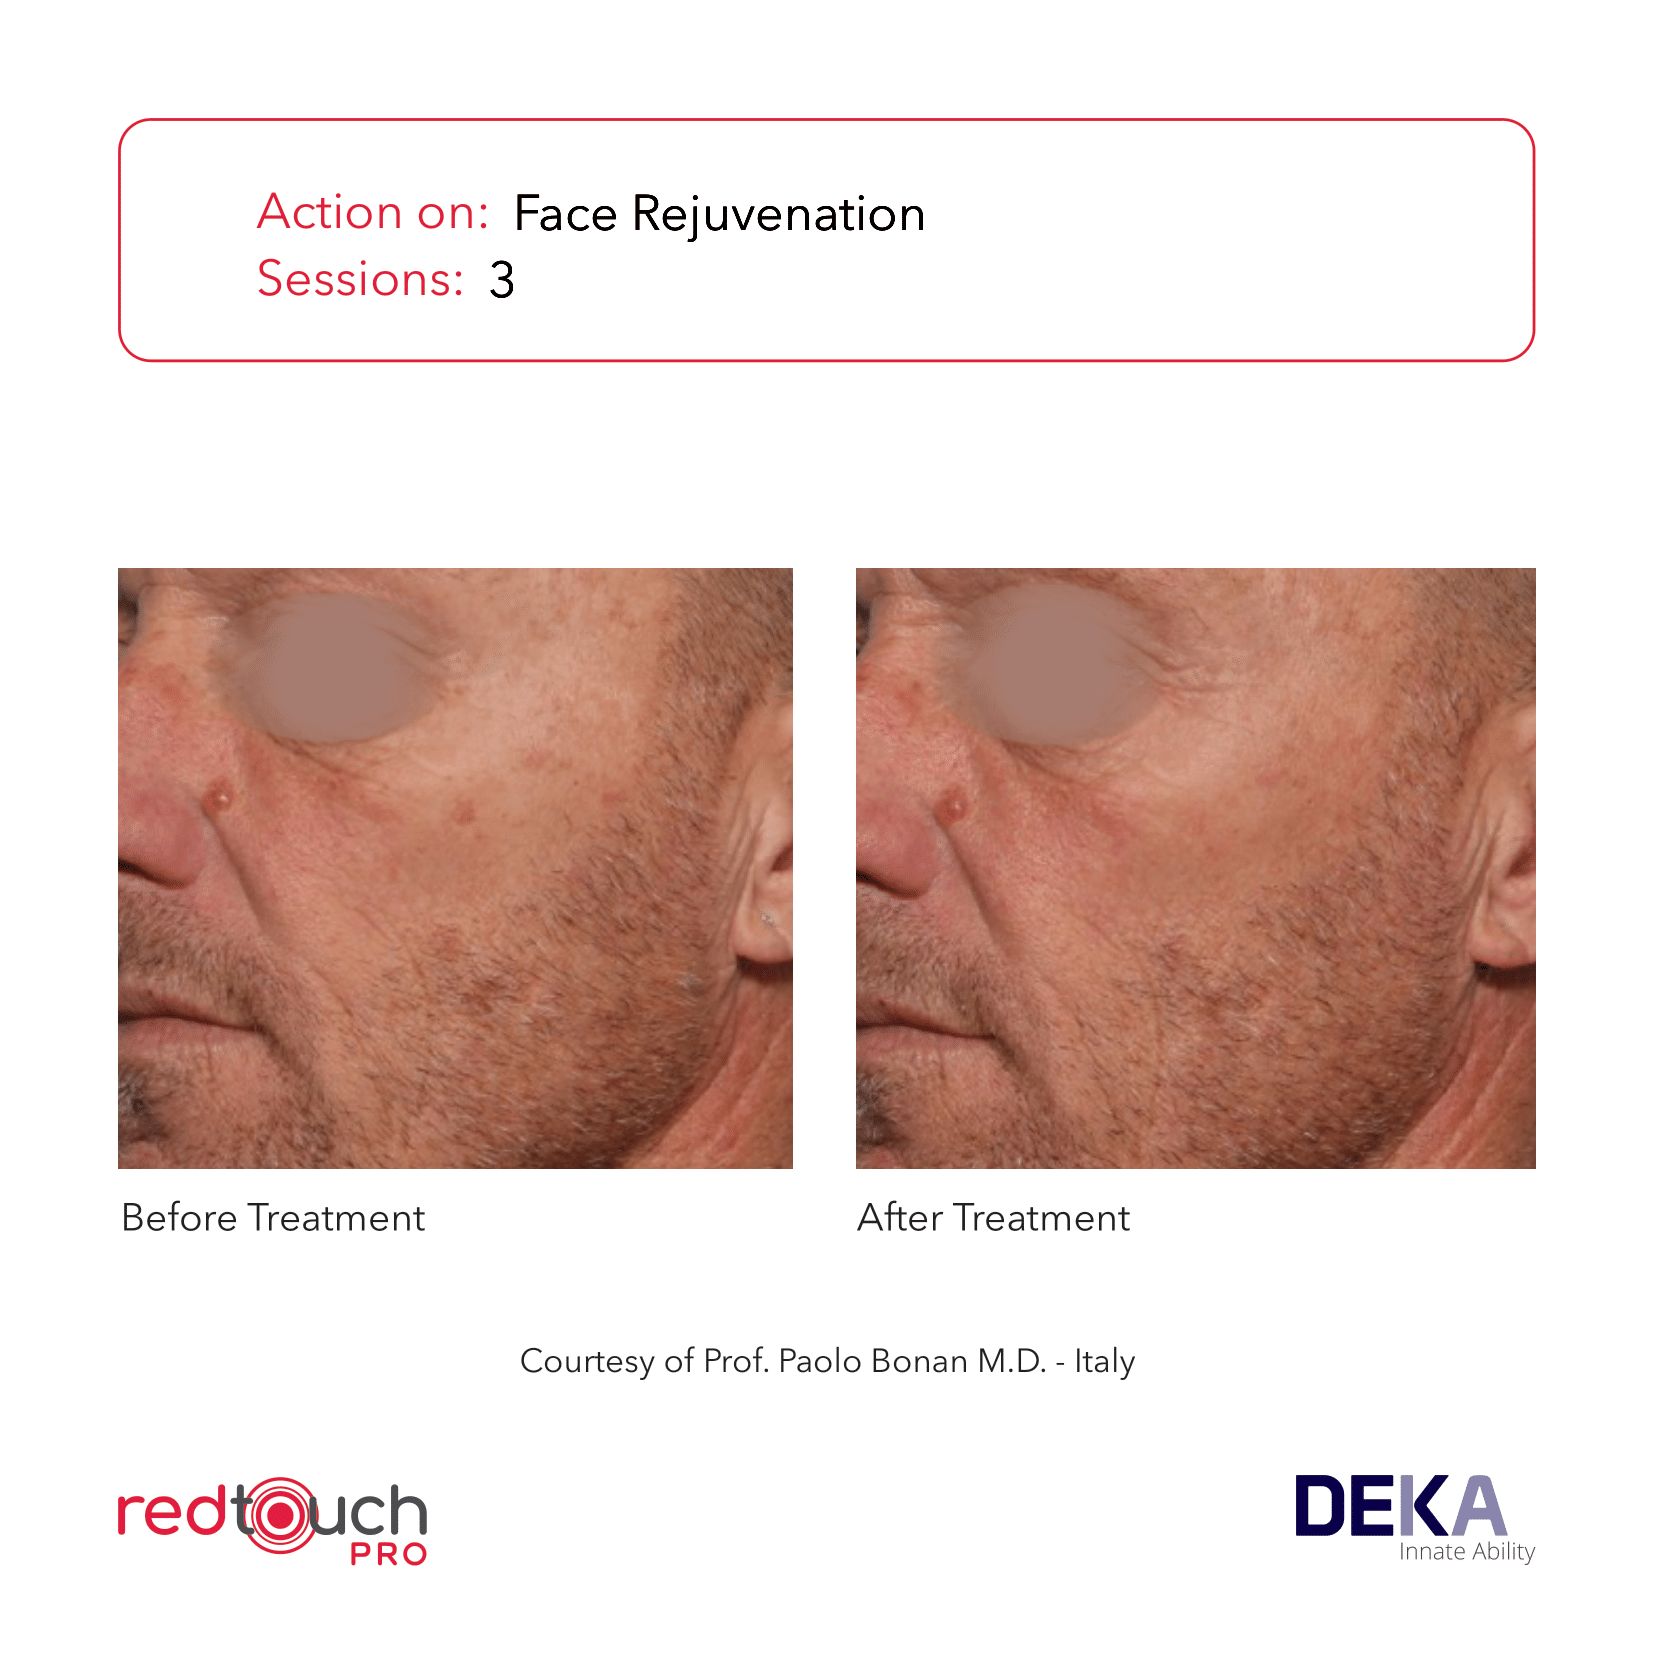 Action on: Face Rejuvenation
Sessions: 3
Before Treatment
After Treatment
Courtesy of Prof. Paolo Bonan M.D. - Italy
redtouch
PRO
DEKA
Innate Ability